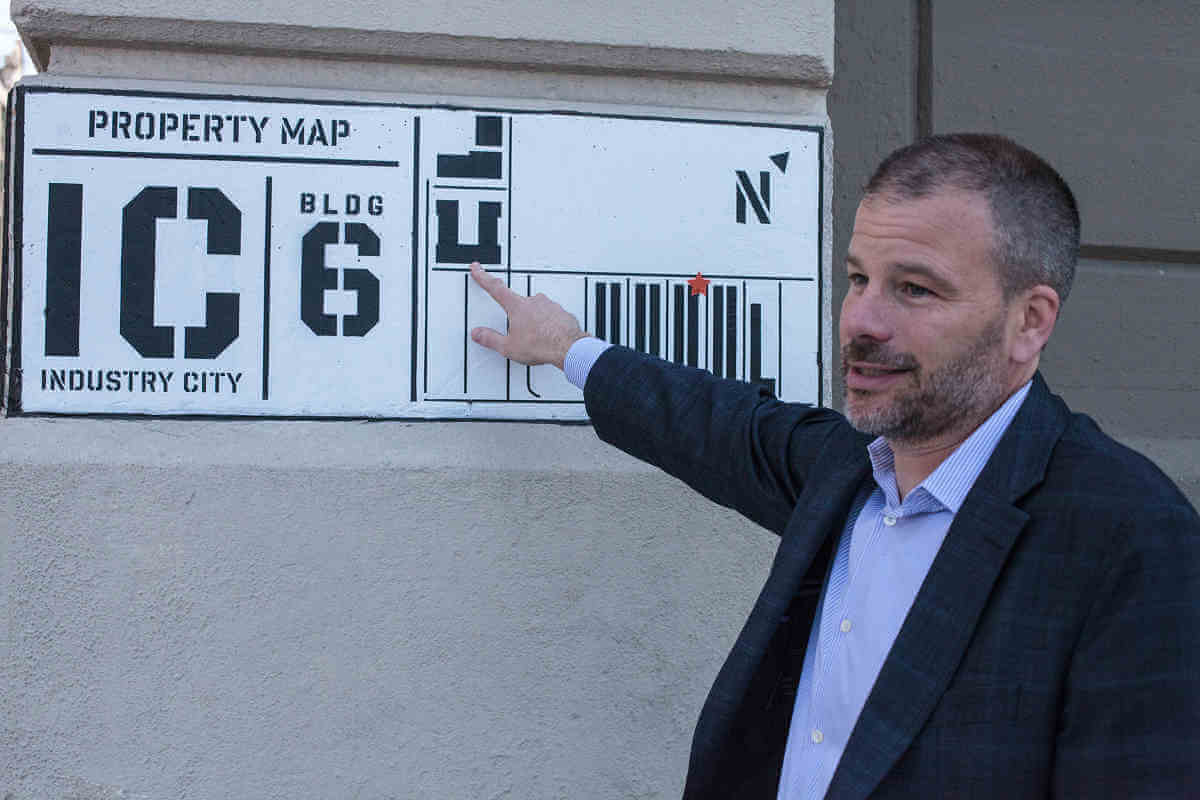 PROPERTY MAP
IC
INDUSTRY CITY
BLDG
6
N